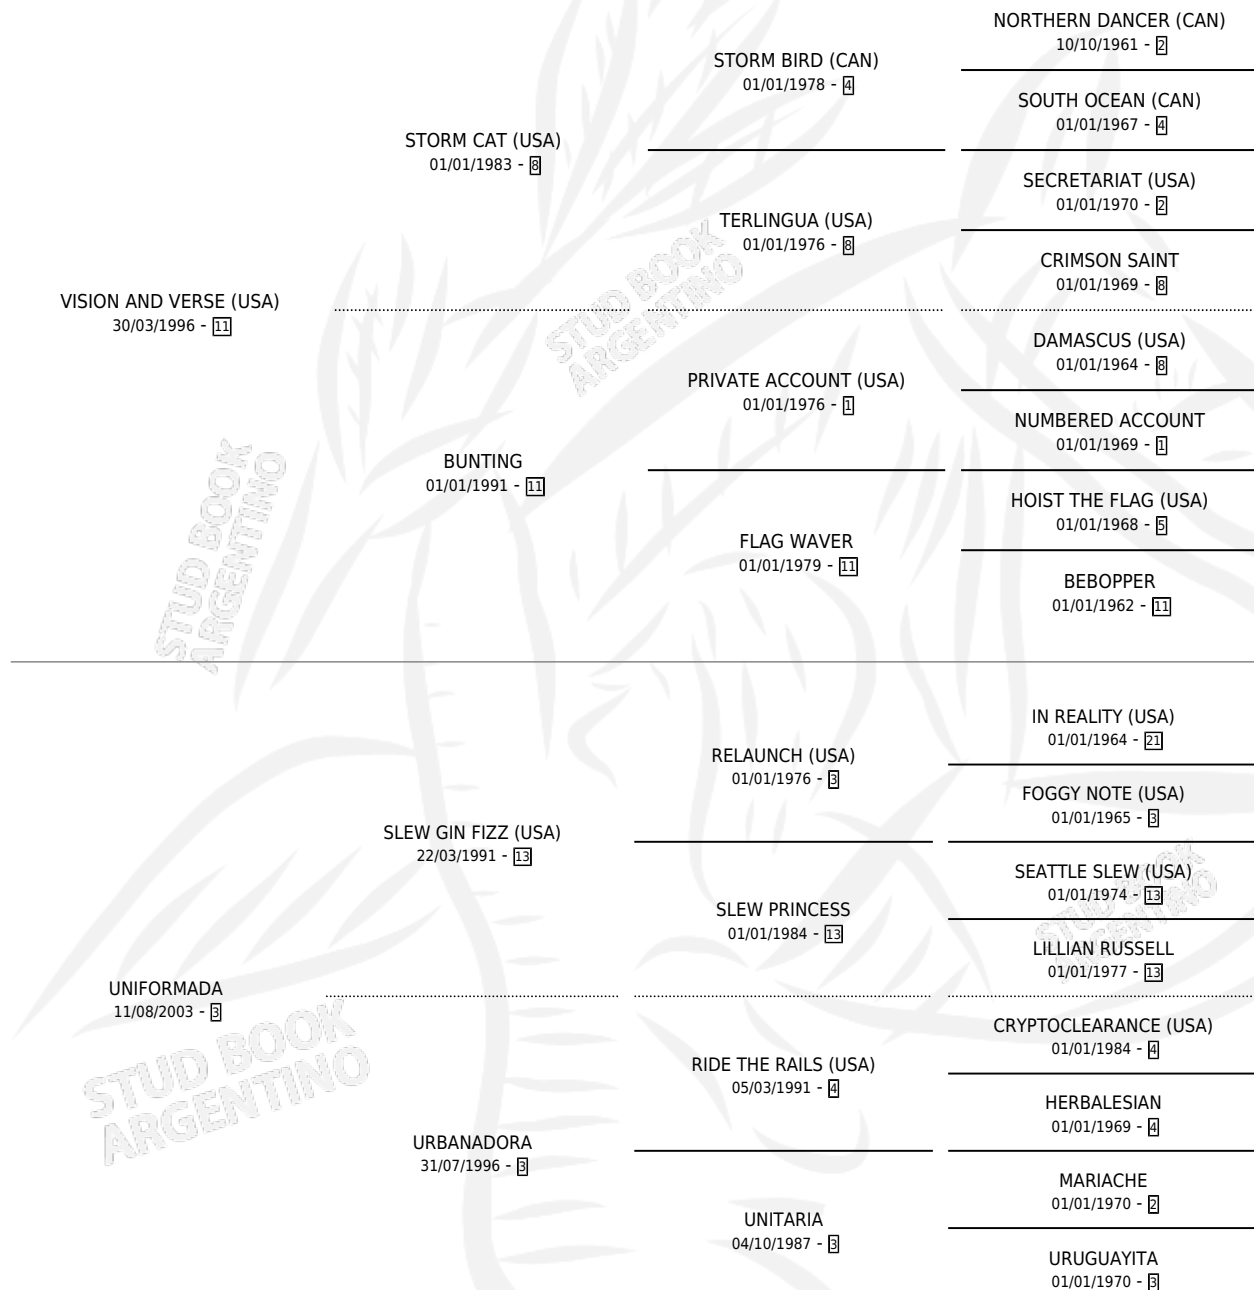 NORTHERN DANCER (CAN)
10/10/1961 - 2
STORM BIRD (CAN)
01/01/1978 - 4
SOUTH OCEAN (CAN)
01/01/1967 - 4
STORM CAT (USA)
01/01/1983 - 8
SECRETARIAT (USA)
01/01/1970 - 2
TERLINGUA (USA)
01/01/1976 - 8
CRIMSON SAINT
01/01/1969 - 8
VISION AND VERSE (USA)
30/03/1996 - 11
DAMASCUS (USA)
01/01/1964 - 8
PRIVATE ACCOUNT (USA)
01/01/1976 - 1
NUMBERED ACCOUNT
01/01/1969 - 1
BUNTING
01/01/1991 - 11
HOIST THE FLAG (USA)
01/01/1968 - 5
FLAG WAVER
01/01/1979 - 11
BEBOPPER
01/01/1962 - 11
IN REALITY (USA)
01/01/1964 - 21
RELAUNCH (USA)
01/01/1976 - 3
FOGGY NOTE (USA)
01/01/1965 - 3
SLEW GIN FIZZ (USA)
22/03/1991 - 13
SEATTLE SLEW (USA)
01/01/1974 - 13
SLEW PRINCESS
01/01/1984 - 13
LILLIAN RUSSELL
01/01/1977 - 13
UNIFORMADA
11/08/2003 - 3
CRYPTOCLEARANCE (USA)
01/01/1984 - 4
RIDE THE RAILS (USA)
05/03/1991 - 4
HERBALESIAN
01/01/1969 - 4
URBANADORA
31/07/1996 - 3
MARIACHE
01/01/1970 - 2
UNITARIA
04/10/1987 - 3
URUGUAYITA
01/01/1970 - 3
STUD BOOK
ARGENTINO
STUD BOOK
ARGENTINO
STUD BOOK
ARGENTINO
STUD BOOK
ARGENTINO